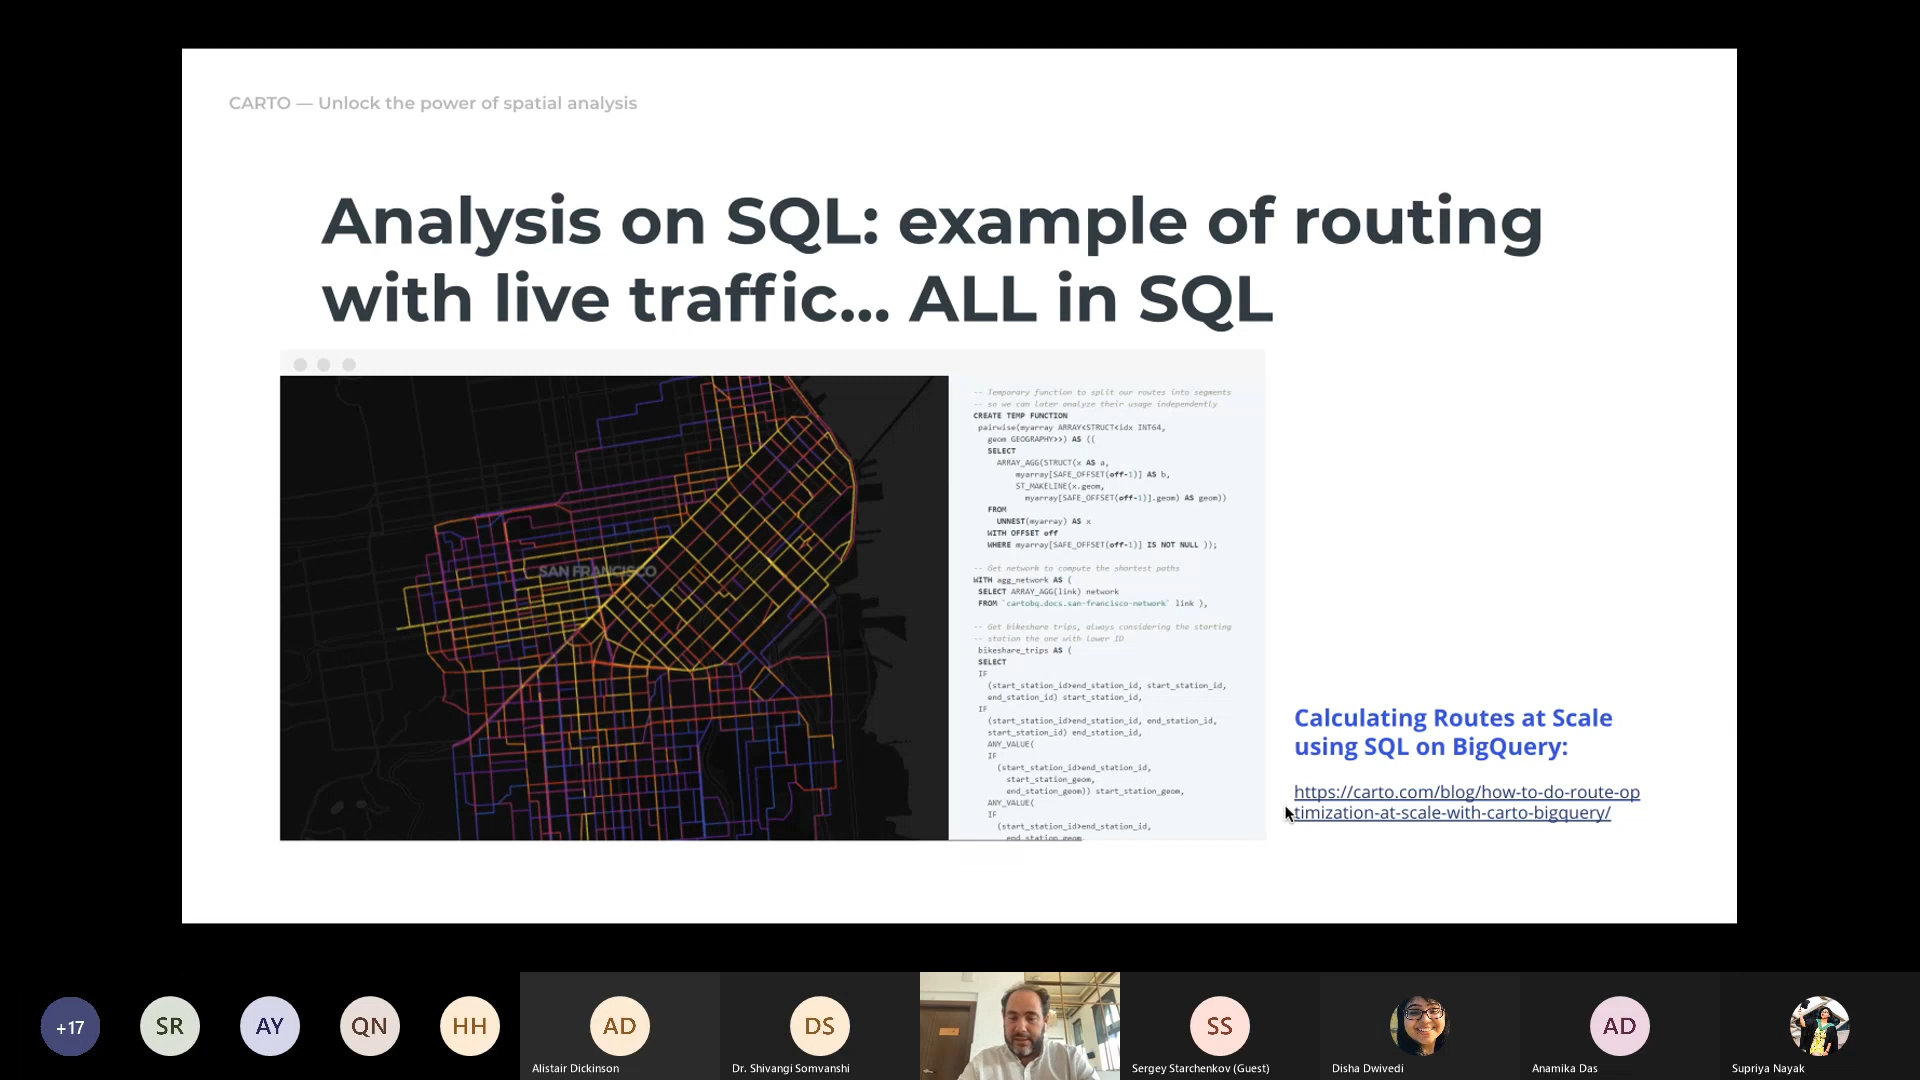 CARTO — Unlock the power of spatial analysis
Analysis on SQL: example of routing
with live traffic... ALL in SQL
SAN FRANCISCO
-- Temporary function to split our routes into segments
-- so we can later analyze their usage independently
CREATE TEMP FUNCTION
pairwise(myarray ARRAY<STRUCT<idx INT64,
geom GEOGRAPHY>>) AS ((
SELECT
ARRAY_AGG(STRUCT(x AS a,
myarray[SAFE_OFFSET(off-1)] AS b,
ST_MAKELINE(x.geom,
myarray[SAFE_OFFSET(off-1)].geom) AS geom))
FROM
UNNEST(myarray) AS x
WITH OFFSET off
WHERE myarray[SAFE_OFFSET(off-1)] IS NOT NULL ));
-- Get network to compute the shortest paths
WITH agg_network AS (
SELECT ARRAY_AGG(link) network
FROM `cartobq.docs.san-francisco-network` link ),
-- Get bikeshare trips, always considering the starting
-- station the one with lower ID
bikeshare_trips AS (
SELECT
IF
(start_station_id>end_station_id, start_station_id,
end_station_id) start_station_id,
IF
(start_station_id>end_station_id, end_station_id,
start_station_id) end_station_id,
ANY_VALUE(
IF
(start_station_id>end_station_id,
start_station_geom,
end_station_geom)) start_station_geom,
ANY_VALUE(
IF
(start_station_id>end_station_id,
end_station_geom
Calculating Routes at Scale
using SQL on BigQuery:
https://carto.com/blog/how-to-do-route-op
timization-at-scale-with-carto-bigquery/
+17
SR
AY
QN
HH
AD
Alistair Dickinson
DS
Dr. Shivangi Somvanshi
SS
Sergey Starchenkov (Guest)
Disha Dwivedi
AD
Anamika Das
Supriya Nayak